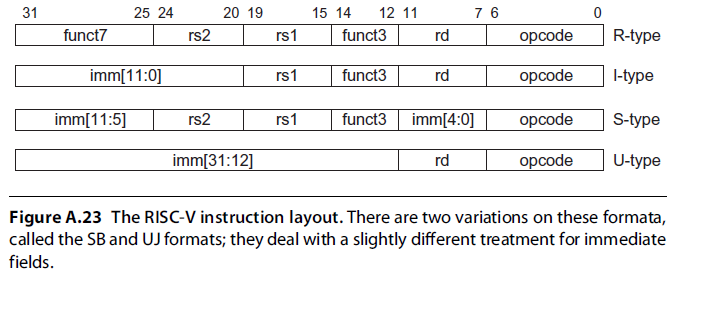 31 25 24 20 19 15 14 12 11 7 6 0
funct7 rs2 rs1 funct3 rd opcode R-type
imm[11:0] rs1 funct3 rd opcode I-type
imm[11:5] rs2 rs1 funct3 imm[4:0] opcode S-type
imm[31:12] rd opcode U-type
Figure A.23 The RISC-V instruction layout. There are two variations on these formata,
called the SB and UJ formats; they deal with a slightly different treatment for immediate
fields.